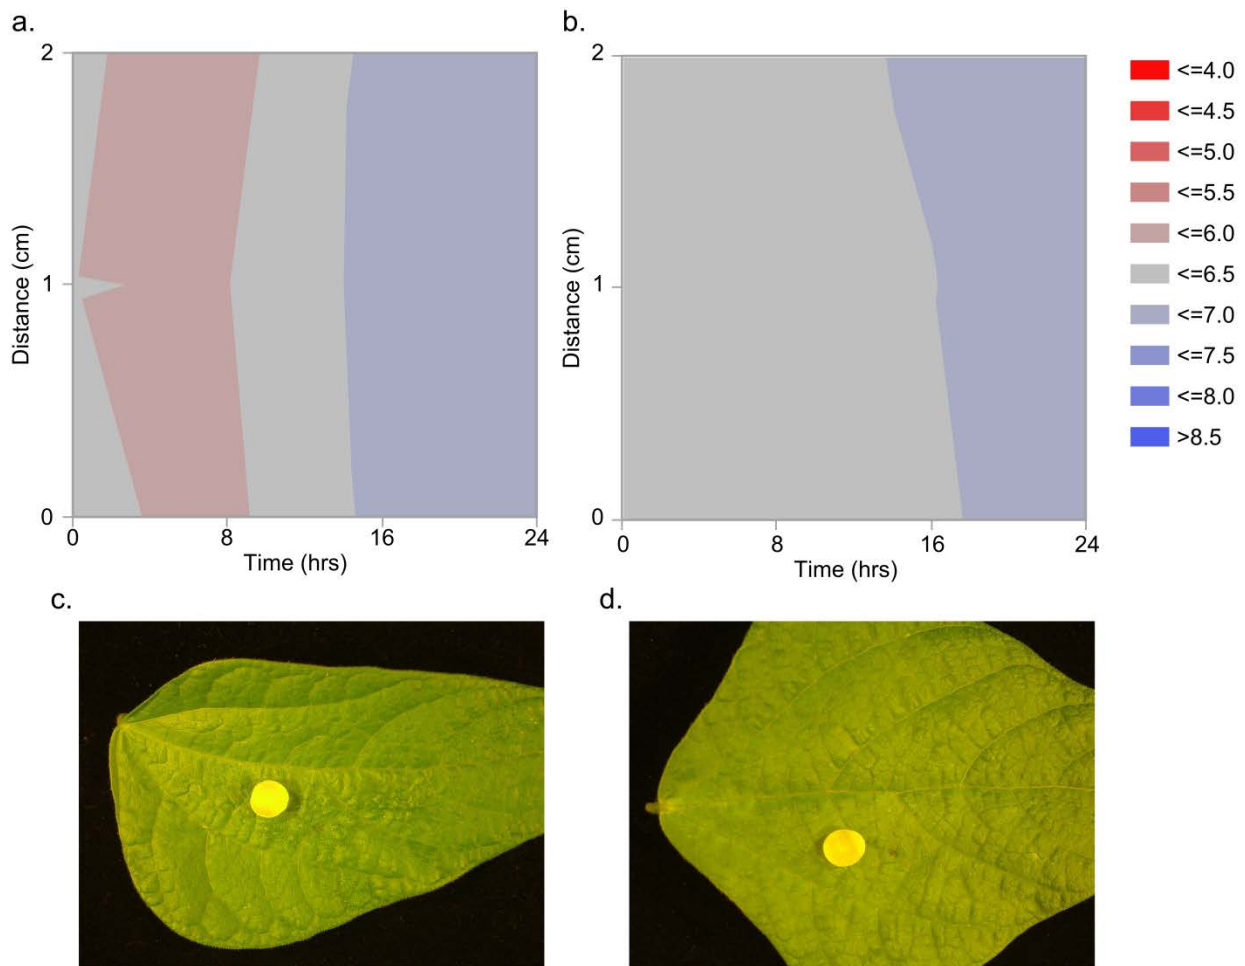 a.
2
1
0
Distance (cm)
0 8 16 24
Time (hrs)
b.
2
1
0
Distance (cm)
0 8 16 24
Time (hrs)
<=4.0
<=4.5
<=5.0
<=5.5
<=6.0
<=6.5
<=7.0
<=7.5
<=8.0
>8.5
c.
d.